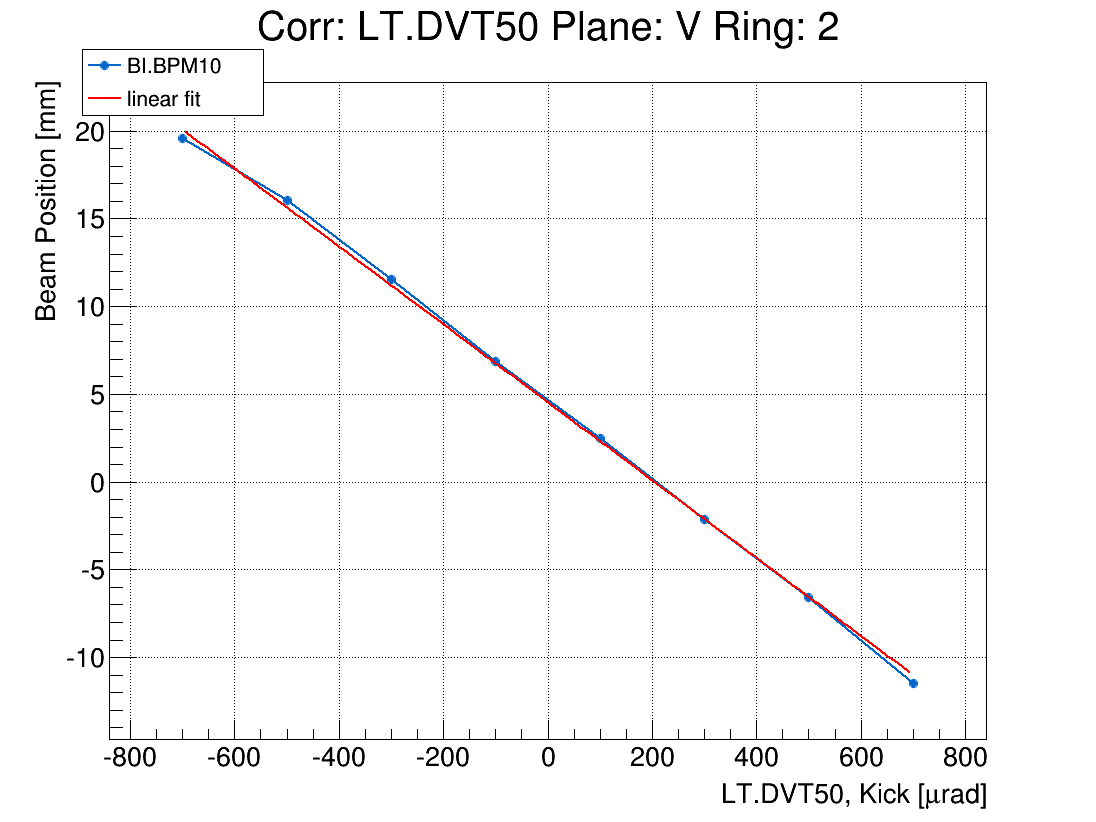 Corr: LT.DVT50 Plane: V Ring: 2
BI.BPM10
linear fit
Beam Position [mm]
20
15
10
5
0
-5
-10
-800 -600 -400 -200 0 200 400 600 800
LT.DVT50, Kick [μrad]